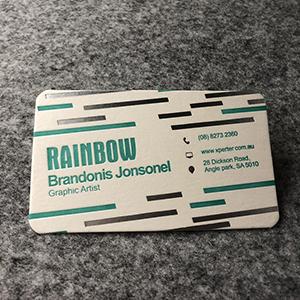 RAINBOW
Brandonis Jonsonel
Graphic Artist
(08) 8273 2360
www.xperter.com.au
28 Dickson Road,
Angle park, SA 5010